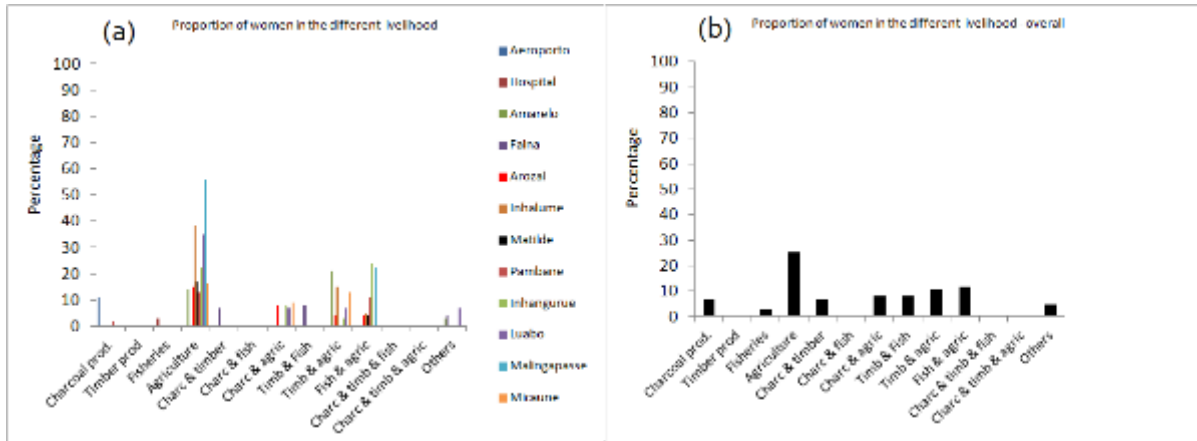 (a)
Proportion of women in the different livelihood
Percentage
100
90
80
70
60
50
40
30
20
10
0
Charcoal prod.
Timber prod
Fisheries
Agriculture
Charc & timber
Charc & fish
Charc & agric
Timb & Fish
Timb & agric
Fish & agric
Charc & timb & fish
Charc & timb & agric
Others
Aeroporto
Hospital
Amarelo
Faina
Arozal
Inhalume
Matilde
Pambane
Inhangurue
Luabo
Malingapasse
Micaune
(b)
Proportion of women in the different livelihood overall
Percentage
100
90
80
70
60
50
40
30
20
10
0
Charcoal prod.
Timber prod
Fisheries
Agriculture
Charc & timber
Charc & fish
Charc & agric
Timb & Fish
Timb & agric
Fish & agric
Charc & timb & fish
Charc & timb & agric
Others